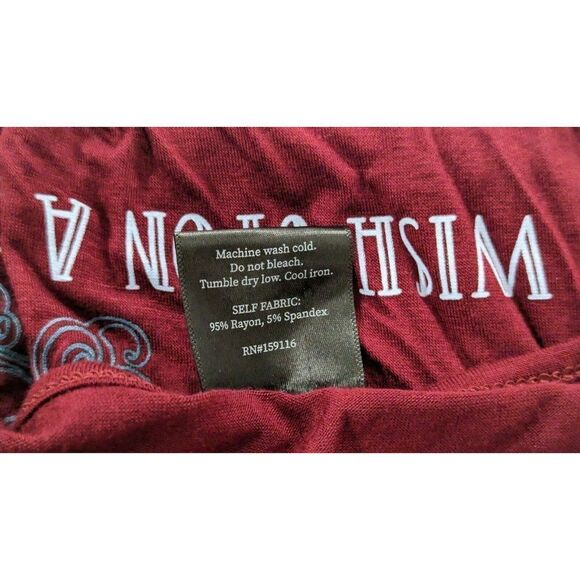 WISH UPON A
Machine wash cold.
Do not bleach.
Tumble dry low. Cool iron.
SELF FABRIC:
95% Rayon, 5% Spandex
RN#159116